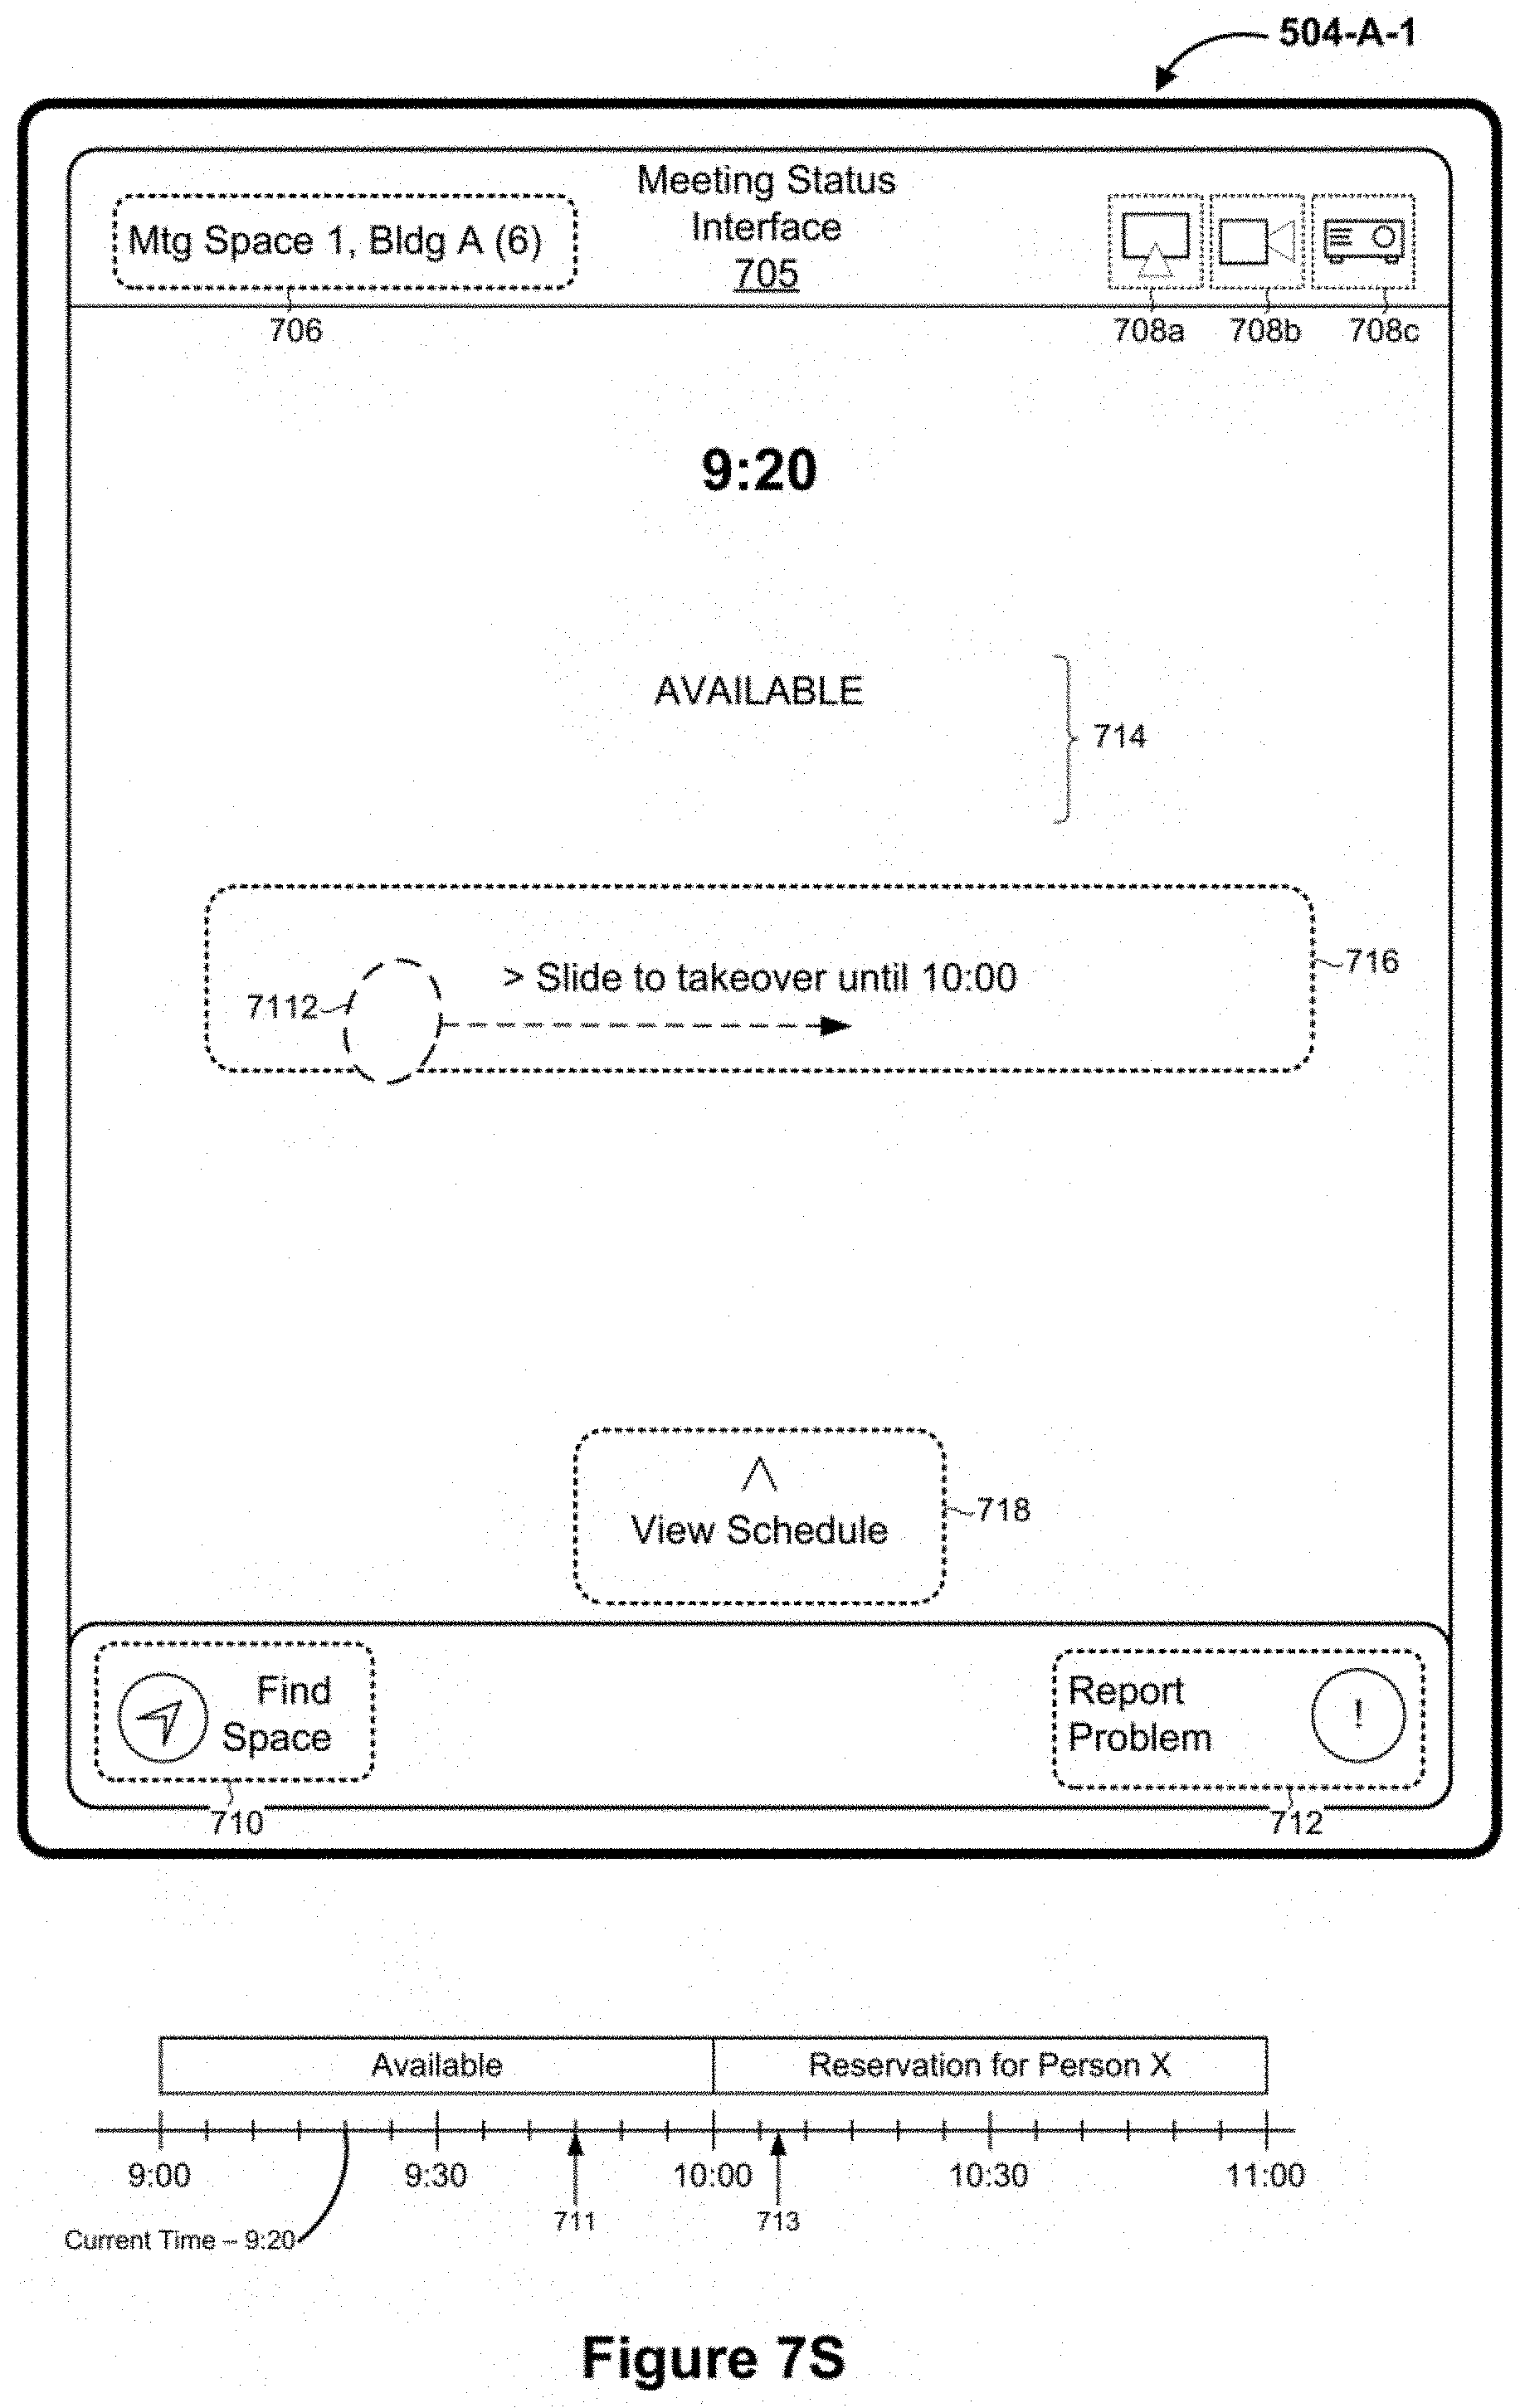 504-A-1
Meeting Status
Interface
705
Mtg Space 1, Bldg A (6)
706
708a
708b
708c
9:20
AVAILABLE
714
> Slide to takeover until 10:00
716
7112
^
View Schedule
718
Find
Space
710
Report
Problem
!
712
Available
Reservation for Person X
9:00
9:30
10:00
10:30
11:00
711
713
Current Time – 9:20
Figure 7S